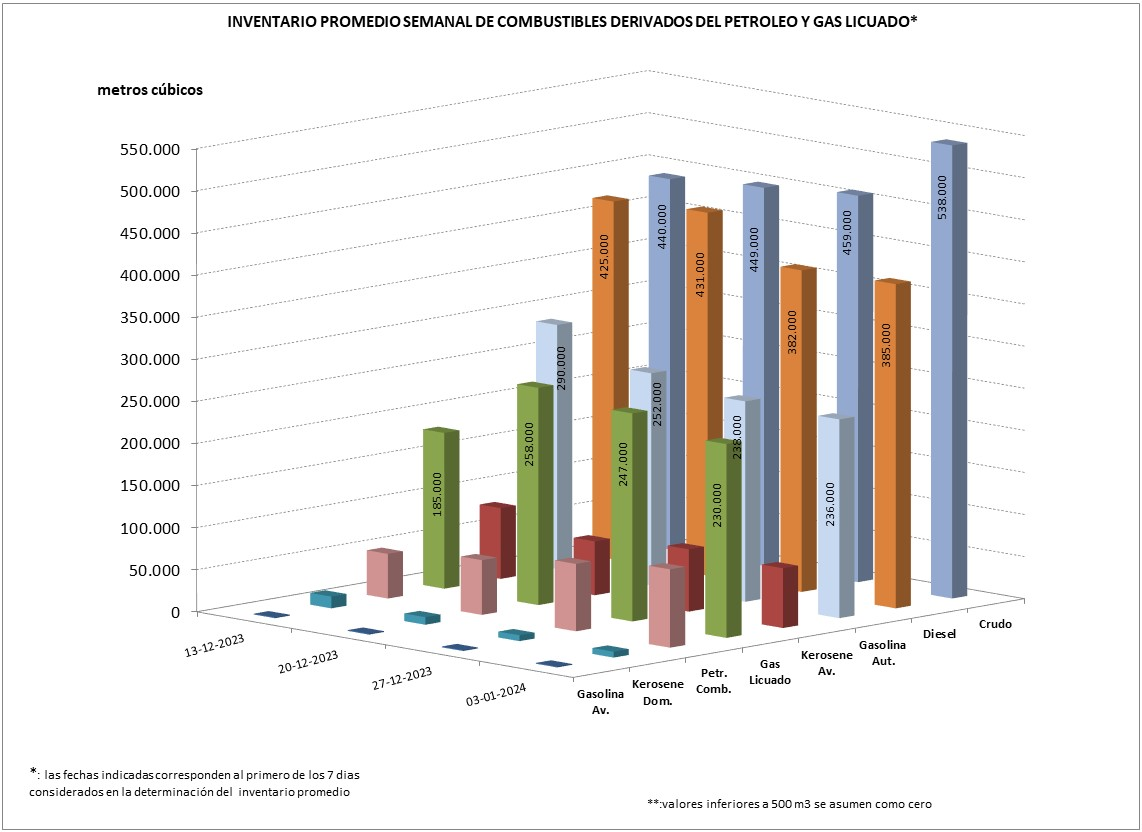 INVENTARIO PROMEDIO SEMANAL DE COMBUSTIBLES DERIVADOS DEL PETROLEO Y GAS LICUADO*
metros cúbicos
550.000
500.000
450.000
400.000
350.000
300.000
250.000
200.000
150.000
100.000
50.000
0
185.000
258.000
247.000
230.000
290.000
252.000
238.000
236.000
425.000
431.000
382.000
385.000
440.000
449.000
459.000
538.000
13-12-2023
20-12-2023
27-12-2023
03-01-2024
Gasolina
Av.
Kerosene
Dom.
Petr.
Comb.
Gas
Licuado
Kerosene
Av.
Gasolina
Aut.
Diesel
Crudo
*: las fechas indicadas corresponden al primero de los 7 dias
considerados en la determinación del inventario promedio
**:valores inferiores a 500 m3 se asumen como cero